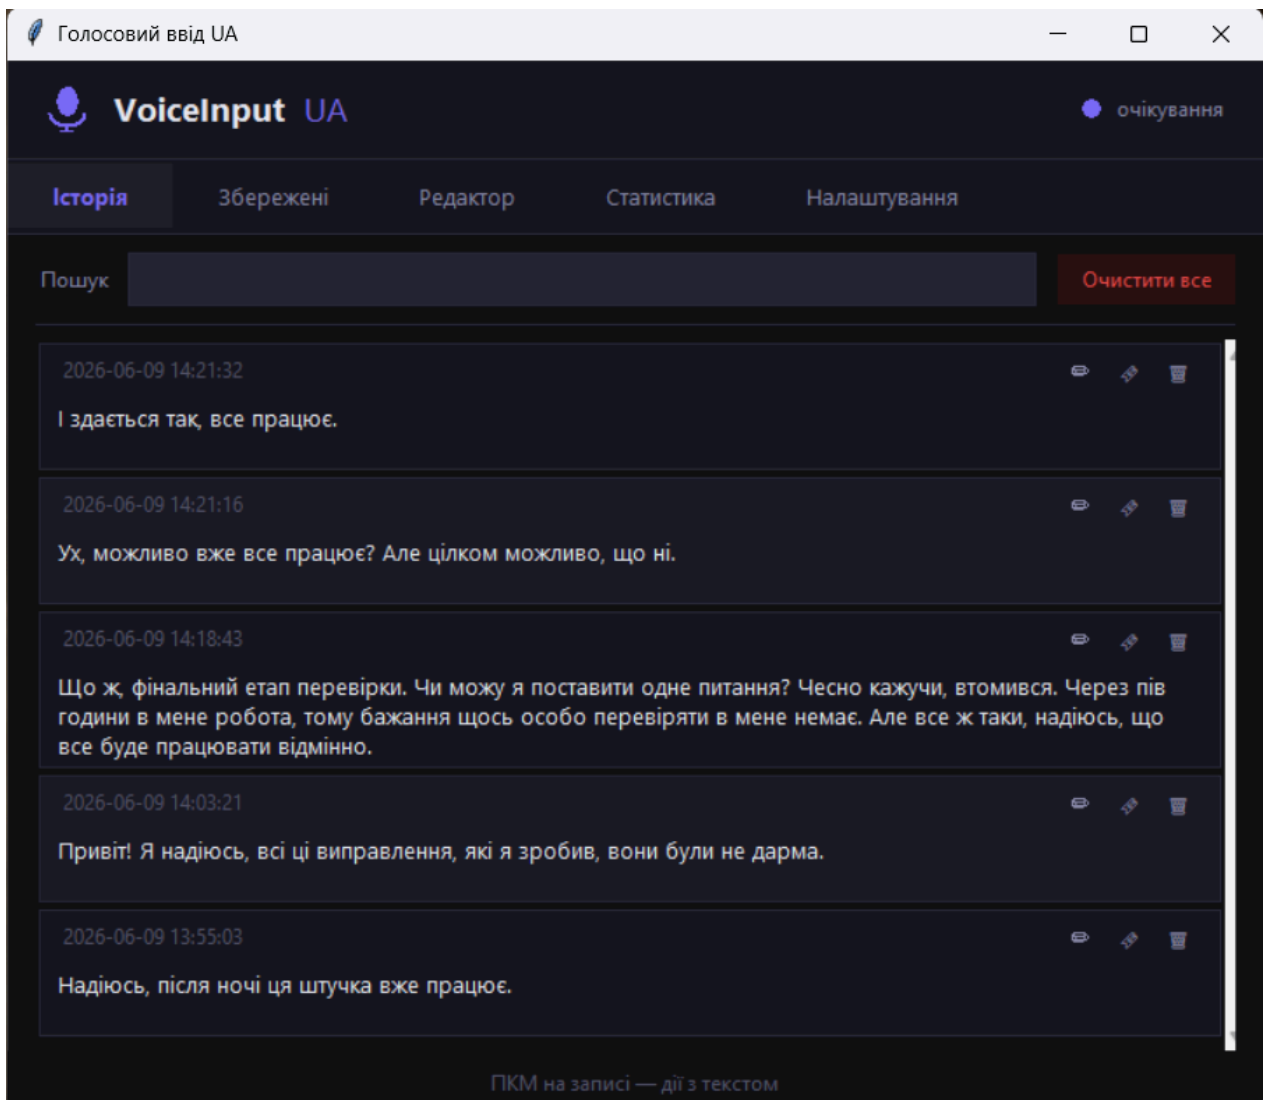 Голосовий ввід UA
VoiceInput UA
очікування
Історія Збережені Редактор Статистика Налаштування
Пошук Очистити все
2026-06-09 14:21:32
І здається так, все працює.
2026-06-09 14:21:16
Ух, можливо вже все працює? Але цілком можливо, що ні.
2026-06-09 14:18:43
Що ж, фінальний етап перевірки. Чи можу я поставити одне питання? Чесно кажучи, втомився. Через пів
години в мене робота, тому бажання щось особо перевіряти в мене немає. Але все ж таки, надіюсь, що
все буде працювати відмінно.
2026-06-09 14:03:21
Привіт! Я надіюсь, всі ці виправлення, які я зробив, вони були не дарма.
2026-06-09 13:55:03
Надіюсь, після ночі ця штучка вже працює.
ПКМ на записі — дії з текстом